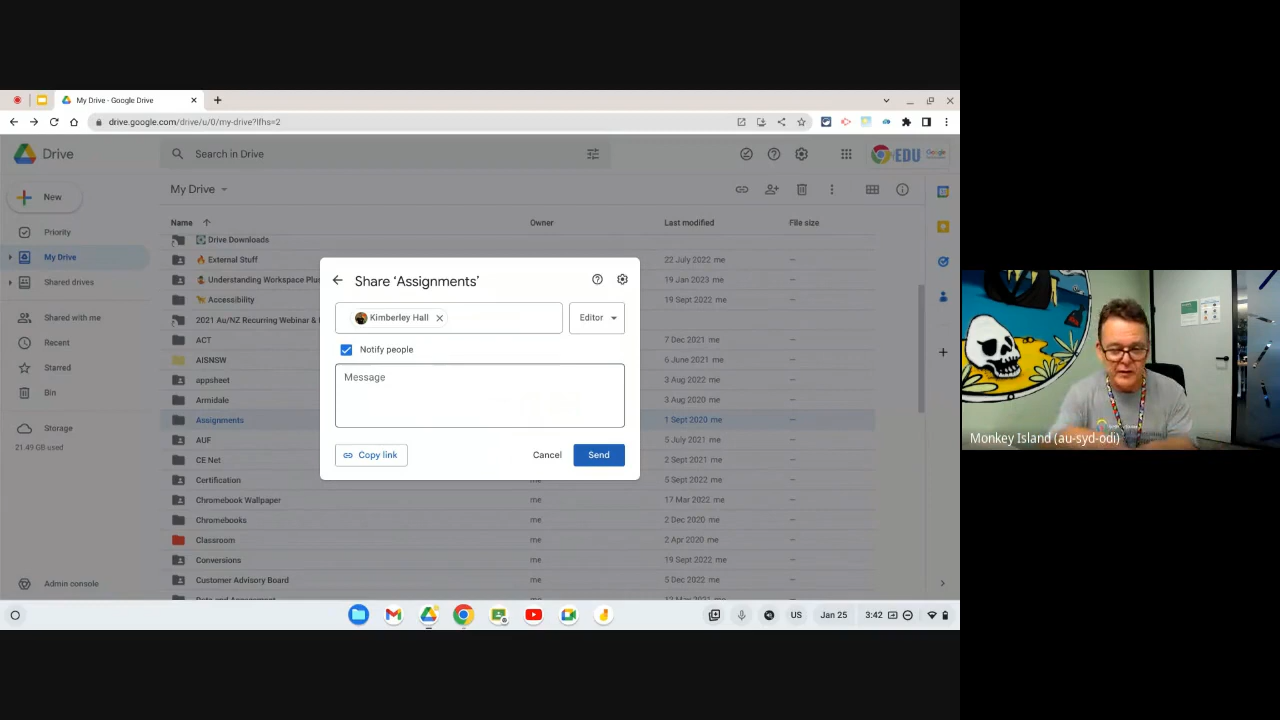 My Drive - Google Drive
drive.google.com/drive/u/0/my-drive?lfhs=2
Drive
Search in Drive
EDU
Google
New
My Drive
Name
Owner
Last modified
File size
Priority
My Drive
Shared drives
Shared with me
Recent
Starred
Bin
Storage
21.49 GB used
Admin console
Drive Downloads
External Stuff
22 July 2022 me
Understanding Workspace Plus
19 Jan 2023 me
Accessibility
19 Sept 2022 me
2021 Au/NZ Recurring Webinar &
ACT
7 Dec 2021 me
AISNSW
6 June 2021 me
appsheet
3 Aug 2022 me
Armidale
3 Aug 2020 me
Assignments
1 Sept 2020 me
AUF
5 July 2021 me
CE Net
2 Sept 2021 me
Certification
5 Sept 2022 me
Chromebook Wallpaper
me
17 Mar 2022 me
Chromebooks
me
2 Dec 2020 me
Classroom
me
2 Apr 2020 me
Conversions
me
19 Sept 2022 me
Customer Advisory Board
me
5 Dec 2022 me
Share ‘Assignments’
Kimberley Hall
Editor
Notify people
Message
Copy link
Cancel
Send
US
Jan 25
3:42
Monkey Island (au-syd-odi)